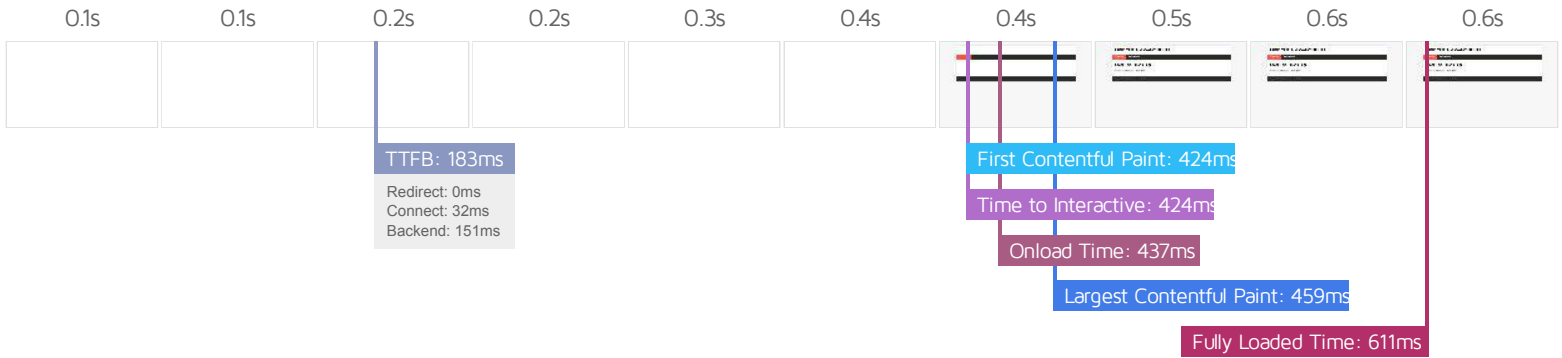 0.1s 0.1s 0.2s 0.2s 0.3s 0.4s 0.4s 0.5s 0.6s 0.6s
TTFB: 183ms
Redirect: 0ms
Connect: 32ms
Backend: 151ms
First Contentful Paint: 424ms
Time to Interactive: 424ms
Onload Time: 437ms
Largest Contentful Paint: 459ms
Fully Loaded Time: 611ms